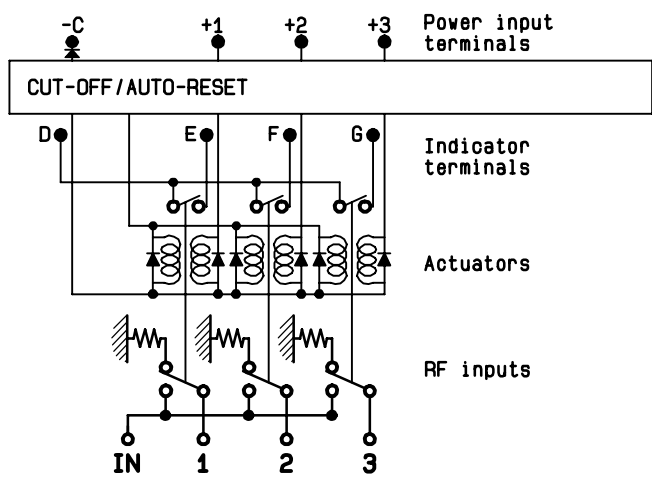 -C +1 +2 +3 Power input
terminals
CUT-OFF/AUTO-RESET
D E F G Indicator
terminals
Actuators
RF inputs
IN 1 2 3